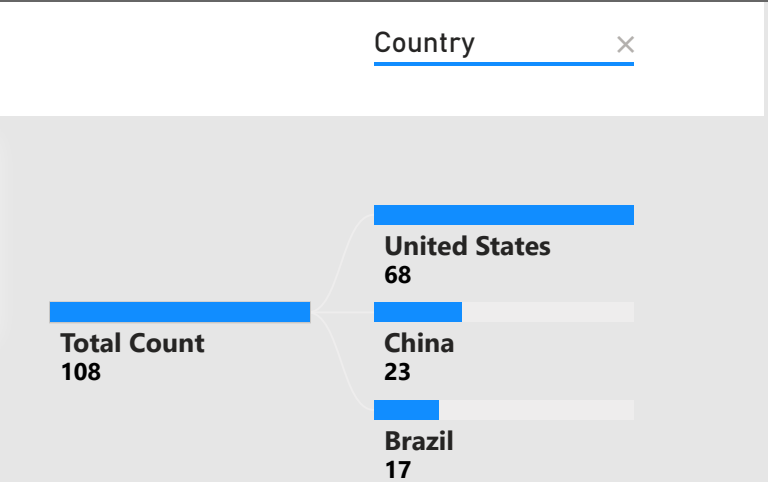 Country
United States
68
Total Count
108
China
23
Brazil
17